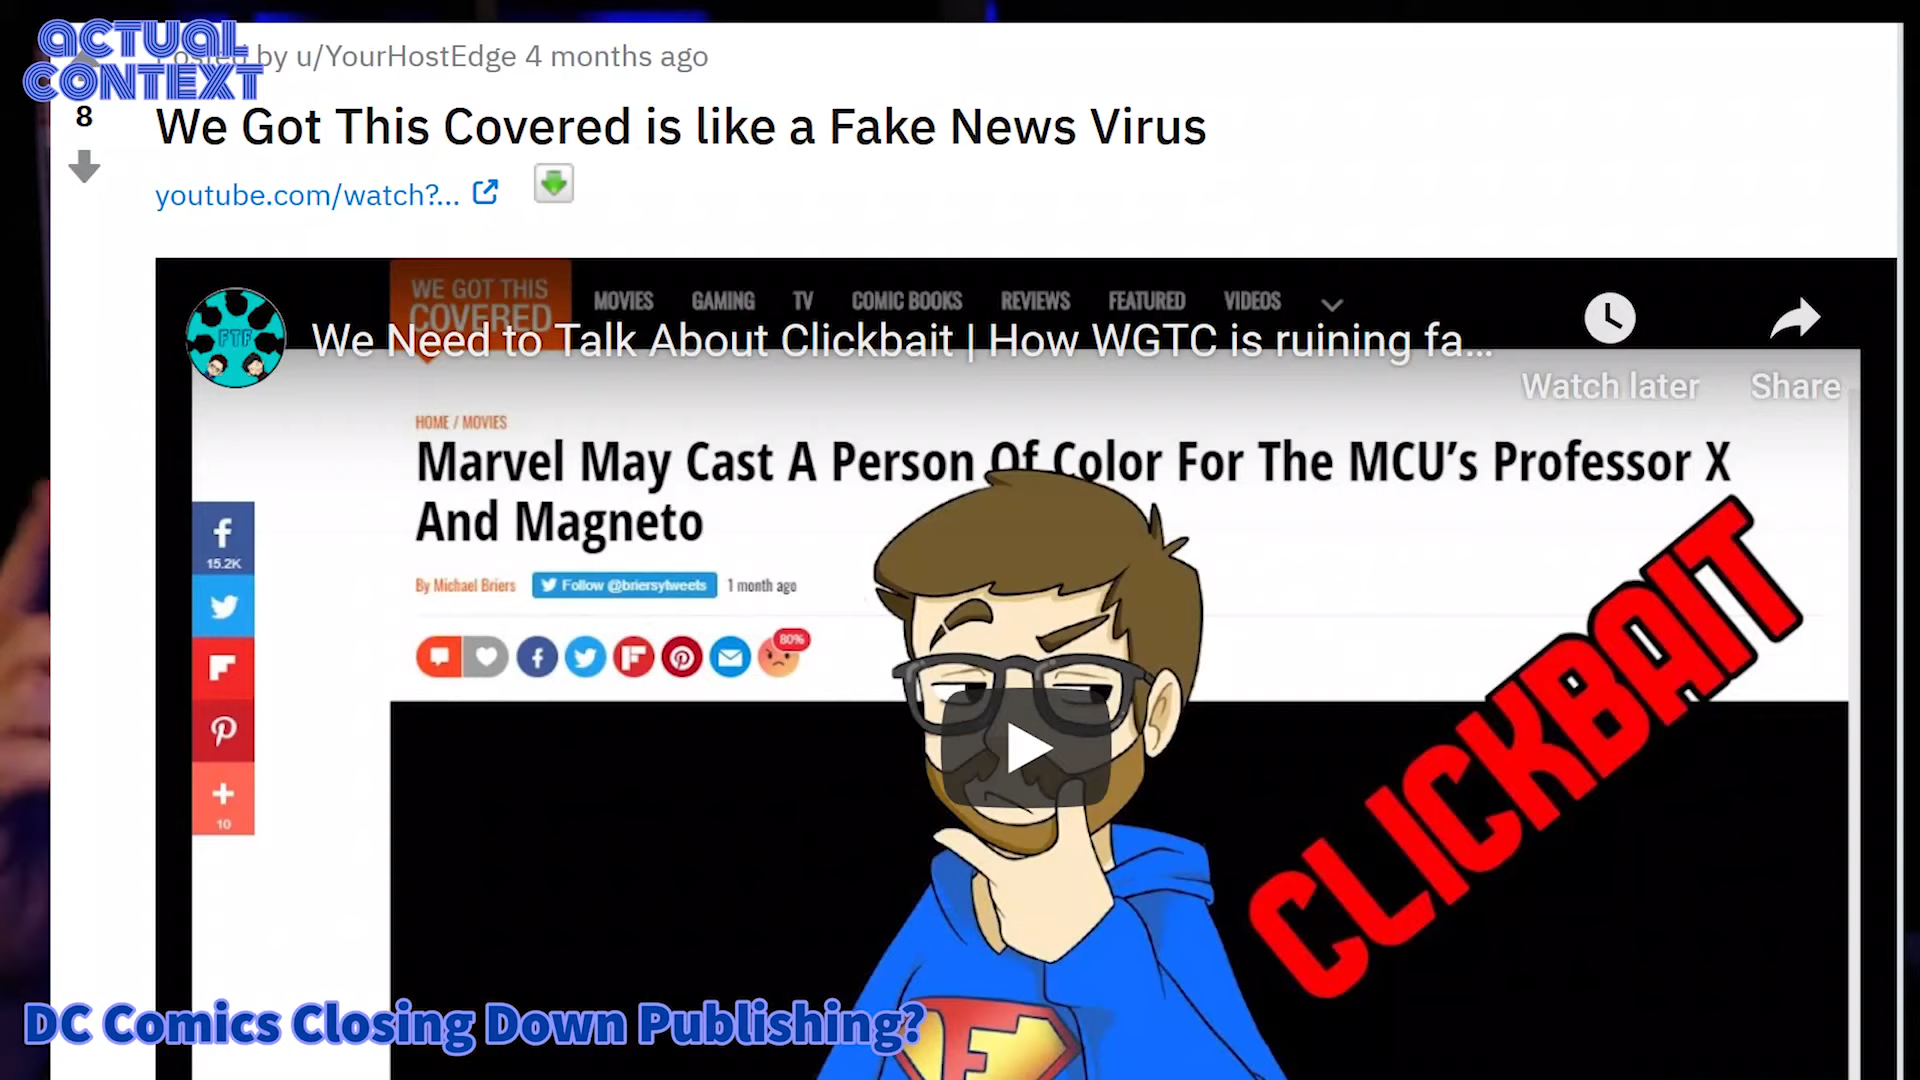 ACTUAL
CONTEXT
Posted by u/YourHostEdge 4 months ago
8
We Got This Covered is like a Fake News Virus
youtube.com/watch?...
WE GOT THIS
COVERED
MOVIES
GAMING
TV
COMIC BOOKS
REVIEWS
FEATURED
VIDEOS
FTF
We Need to Talk About Clickbait | How WGTC is ruining fa...
Watch later
Share
HOME / MOVIES
Marvel May Cast A Person Of Color For The MCU's Professor X
And Magneto
15.2K
By Michael Briers
Follow @briersytweets
1 month ago
80%
10
CLICKBAIT
F
DC Comics Closing Down Publishing?